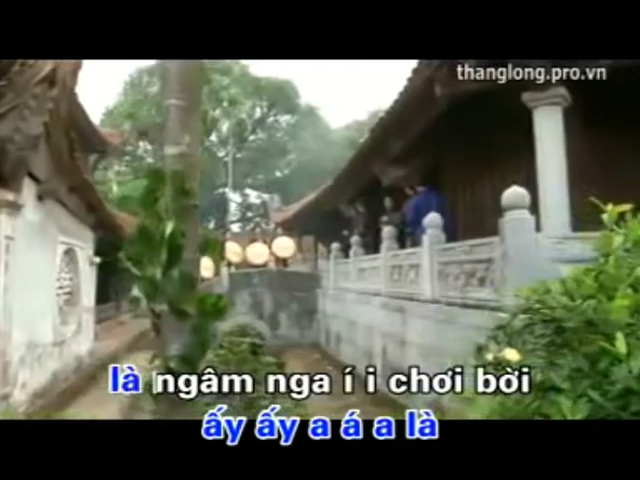 thanglong.pro.vn
là ngâm nga í i chơi bời
ấy ấy a á a là